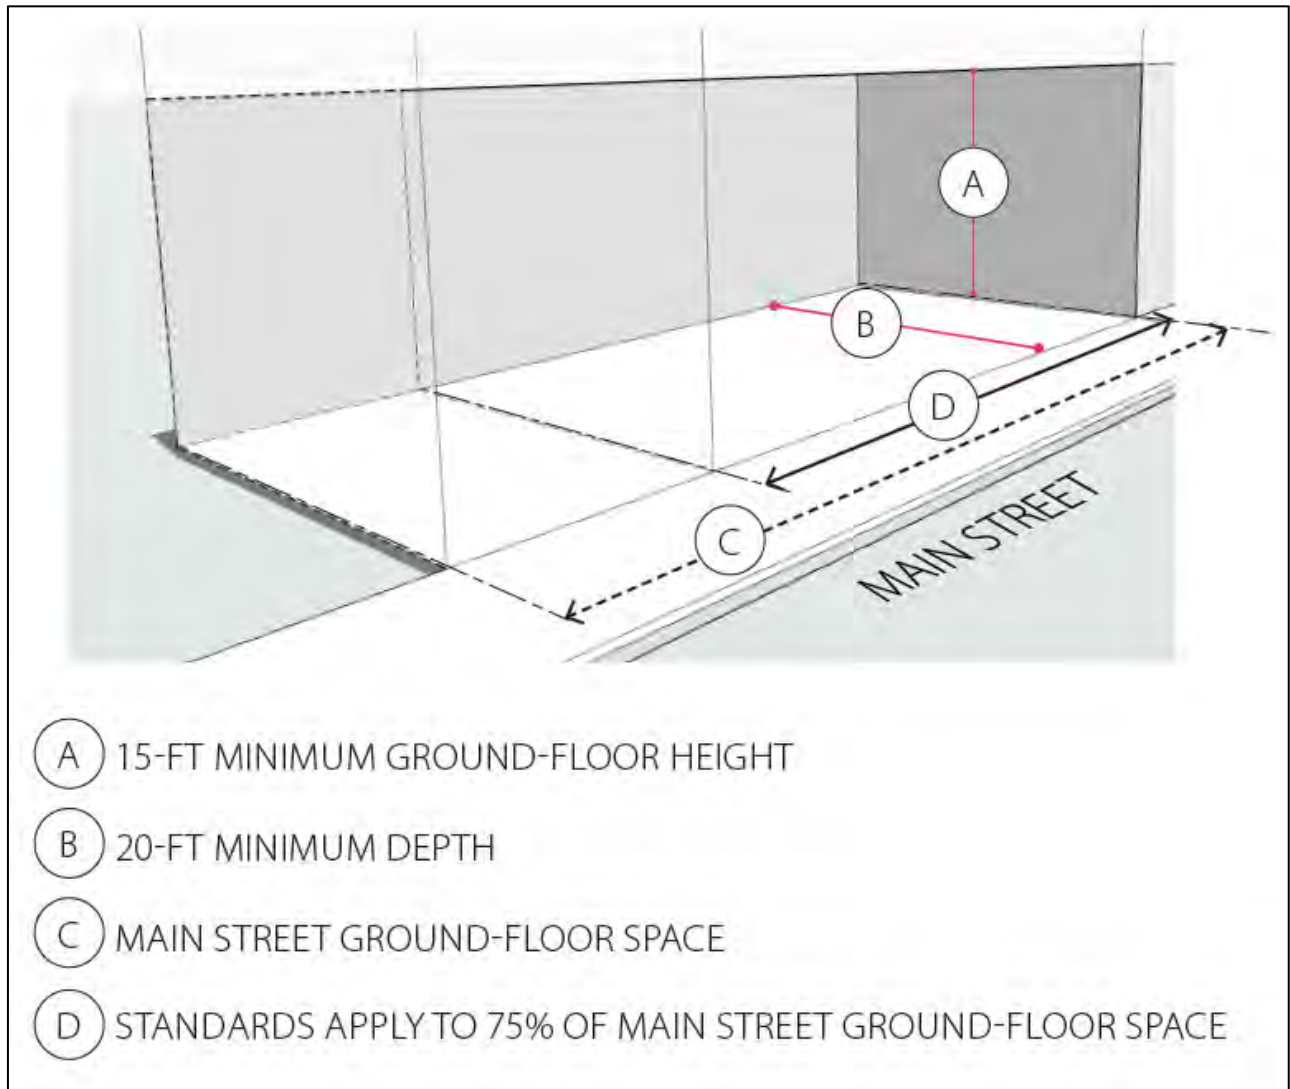 A
B
D
C
MAIN STREET
A 15-FT MINIMUM GROUND-FLOOR HEIGHT
B 20-FT MINIMUM DEPTH
C MAIN STREET GROUND-FLOOR SPACE
D STANDARDS APPLY TO 75% OF MAIN STREET GROUND-FLOOR SPACE